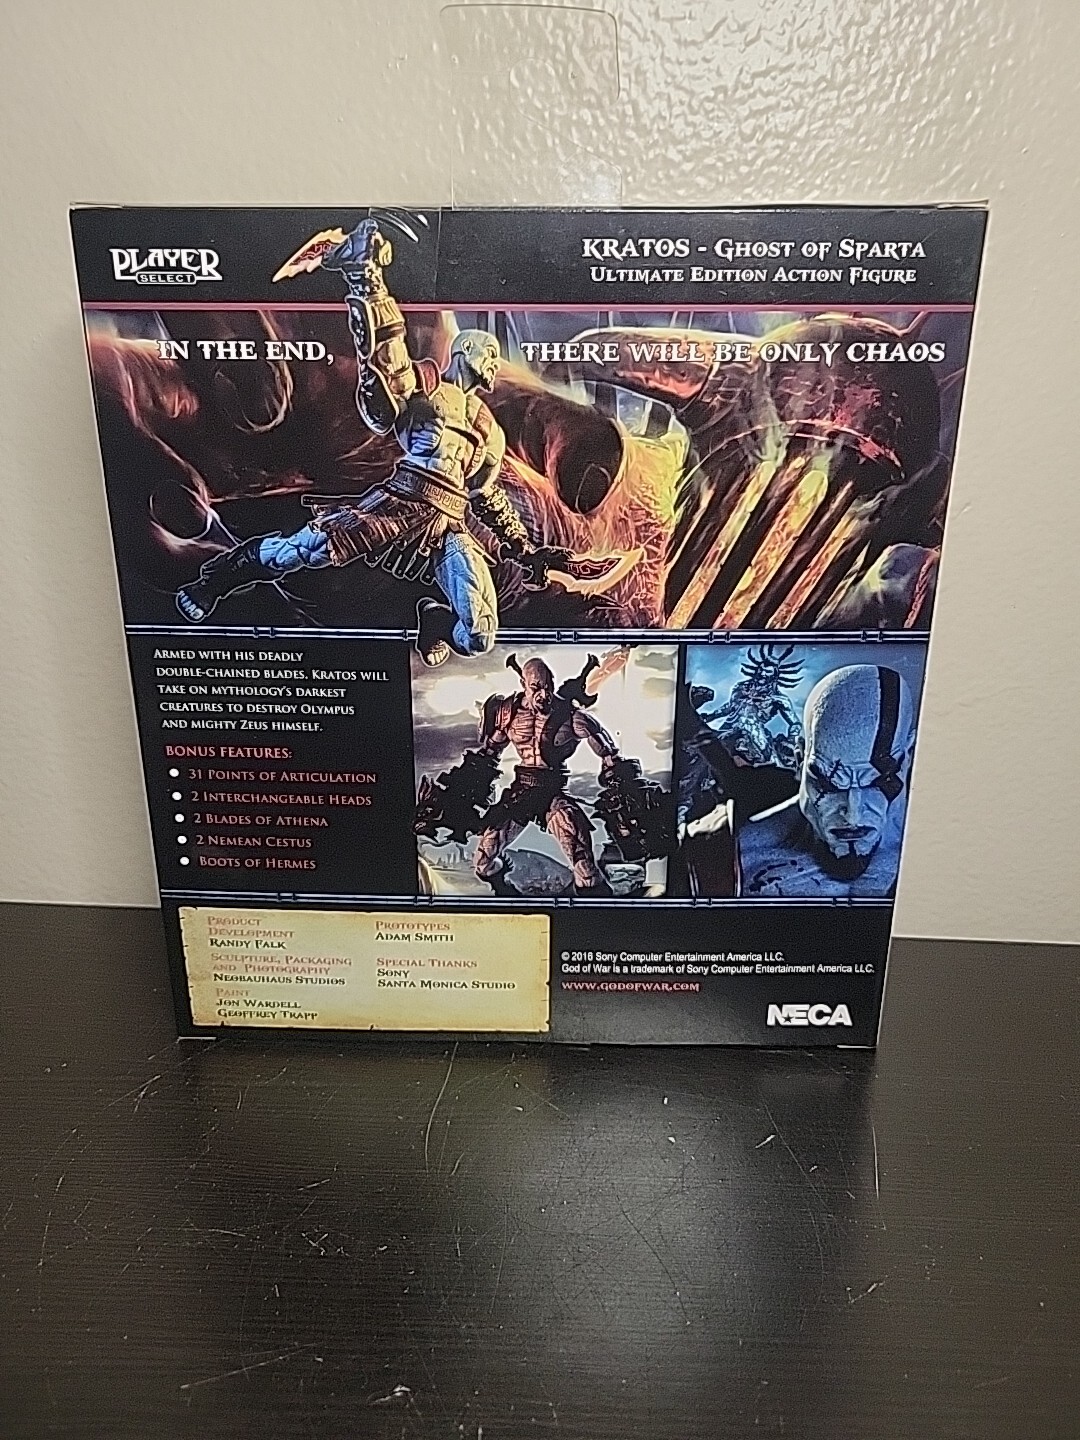 PLAYER
SELECT
KRATOS - GHOST OF SPARTA
ULTIMATE EDITION ACTION FIGURE
IN THE END, THERE WILL BE ONLY CHAOS
ARMED WITH HIS DEADLY
DOUBLE-CHAINED BLADES, KRATOS WILL
TAKE ON MYTHOLOGY'S DARKEST
CREATURES TO DESTROY OLYMPUS
AND MIGHTY ZEUS HIMSELF.
BONUS FEATURES:
• 31 POINTS OF ARTICULATION
• 2 INTERCHANGEABLE HEADS
• 2 BLADES OF ATHENA
• 2 NEMEAN CESTUS
• BOOTS OF HERMES
PRODUCT
DEVELOPMENT
RANDY FALK
SCULPTURE, PACKAGING
AND PHOTOGRAPHY
NEOBAUHAUS STUDIOS
PAINT
JON WARDELL
GEOFFREY TRAPP
PROTOTYPES
ADAM SMITH
SPECIAL THANKS
SONY
SANTA MONICA STUDIO
© 2016 Sony Computer Entertainment America LLC.
God of War is a trademark of Sony Computer Entertainment America LLC.
WWW.GODOFWAR.COM
NECA